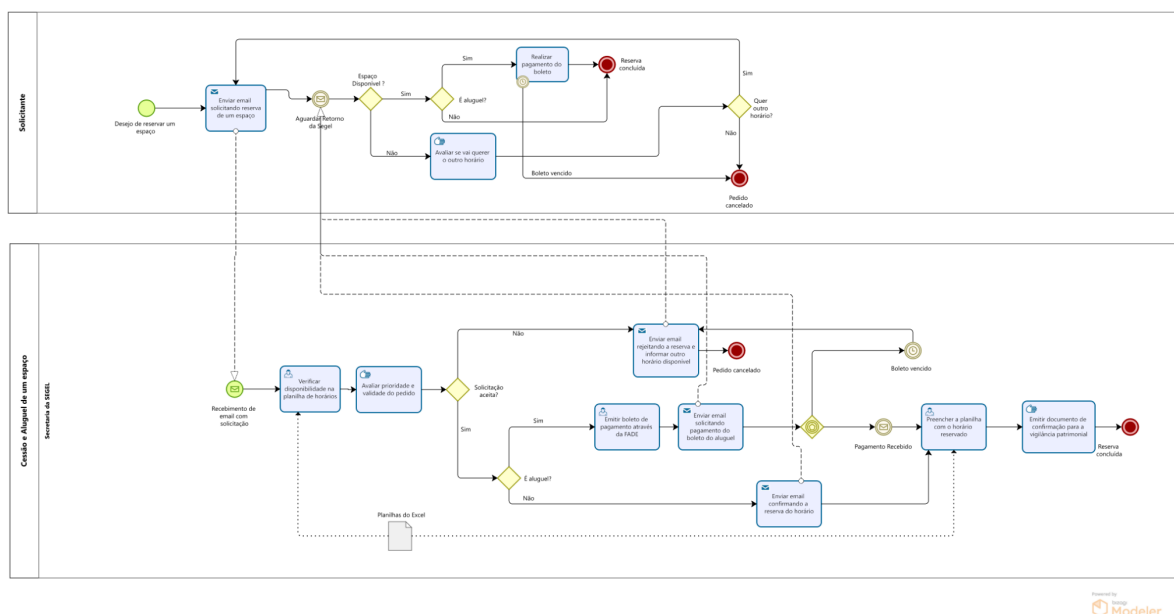 Solicitante
Desejo de reservar um
espaço
Enviar email
solicitando reserva
de um espaço
Aguardar Retorno
da Segel
Espaço
Disponivel ?
Sim
Não
É aluguel?
Sim
Não
Realizar
pagamento do
boleto
Reserva
concluída
Avaliar se vai querer
o outro horário
Boleto vencido
Quer
outro
horário?
Sim
Não
Pedido
cancelado
Cessão e Aluguel de um espaço
Secretaria da SEGEL
Recebimento de
email com
solicitação
Verificar
disponibilidade na
planilha de horários
Avaliar prioridade e
validade do pedido
Solicitação
aceita?
Não
Sim
Enviar email
rejeitando a reserva e
informar outro
horário disponivel
Pedido cancelado
Boleto vencido
É aluguel?
Sim
Não
Emitir boleto de
pagamento através
da FADE
Enviar email
solicitando
pagamento do
boleto do aluguel
Pagamento Recebido
Preencher a planilha
com o horário
reservado
Emitir documento de
confirmação para a
vigilância patrimonial
Reserva
concluída
Enviar email
confirmando a
reserva do horário
Planilhas do Excel
Powered by
bizagi
Modeler